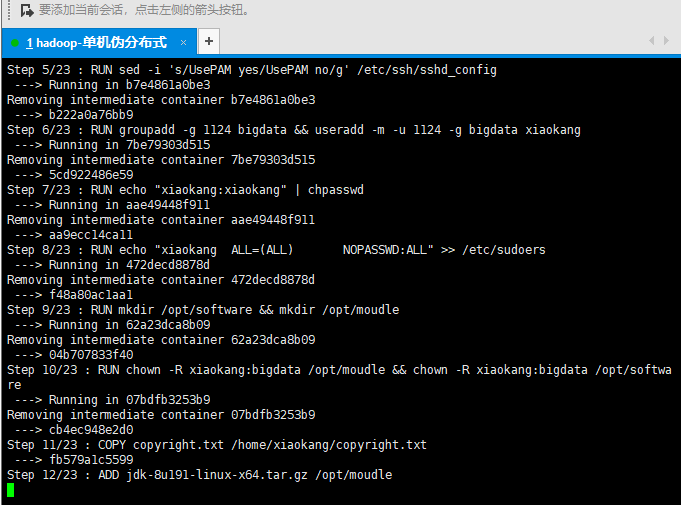 要添加当前会话，点击左侧的箭头按钮。
1 hadoop-单机伪分布式 × +
Step 5/23 : RUN sed -i 's/UsePAM yes/UsePAM no/g' /etc/ssh/sshd_config
 ---> Running in b7e4861a0be3
Removing intermediate container b7e4861a0be3
 ---> b222a0a76bb9
Step 6/23 : RUN groupadd -g 1124 bigdata && useradd -m -u 1124 -g bigdata xiaokang
 ---> Running in 7be79303d515
Removing intermediate container 7be79303d515
 ---> 5cd922486e59
Step 7/23 : RUN echo "xiaokang:xiaokang" | chpasswd
 ---> Running in aae49448f911
Removing intermediate container aae49448f911
 ---> aa9ecc14ca11
Step 8/23 : RUN echo "xiaokang  ALL=(ALL)       NOPASSWD:ALL" >> /etc/sudoers
 ---> Running in 472decd8878d
Removing intermediate container 472decd8878d
 ---> f48a80ac1aa1
Step 9/23 : RUN mkdir /opt/software && mkdir /opt/moudle
 ---> Running in 62a23dca8b09
Removing intermediate container 62a23dca8b09
 ---> 04b707833f40
Step 10/23 : RUN chown -R xiaokang:bigdata /opt/moudle && chown -R xiaokang:bigdata /opt/softwa
re
 ---> Running in 07bdfb3253b9
Removing intermediate container 07bdfb3253b9
 ---> cb4ec948e2d0
Step 11/23 : COPY copyright.txt /home/xiaokang/copyright.txt
 ---> fb579a1c5599
Step 12/23 : ADD jdk-8u191-linux-x64.tar.gz /opt/moudle